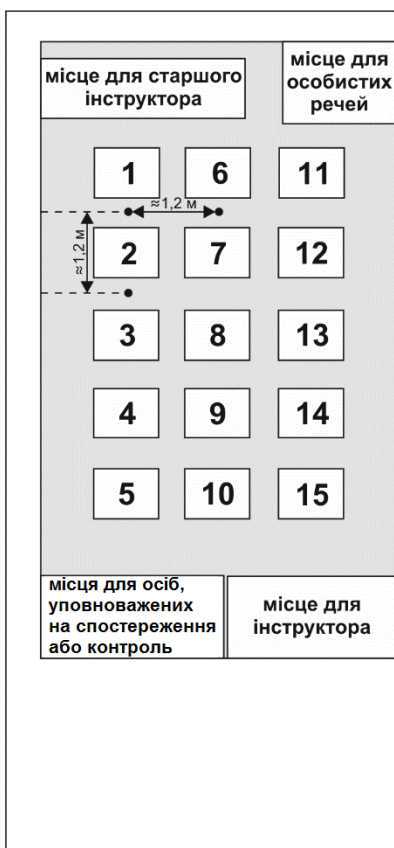 місце для старшого
інструктора
місце для
особистих
речей
1 6 11
≈1,2 м
≈1,2 м
2 7 12
3 8 13
4 9 14
5 10 15
місця для осіб,
уповноважених
на спостереження
або контроль
місце для
інструктора